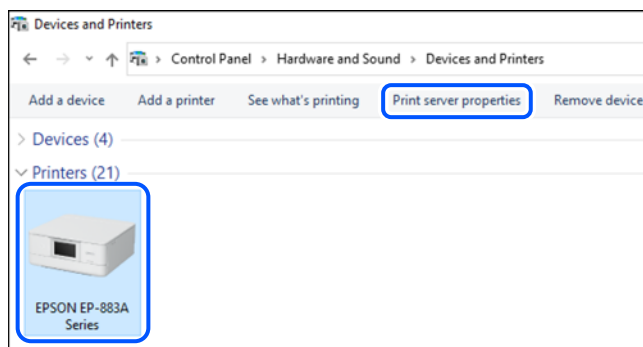 Devices and Printers
Control Panel > Hardware and Sound > Devices and Printers
Add a device Add a printer See what's printing Print server properties Remove device
Devices (4)
Printers (21)
EPSON EP-883A
Series